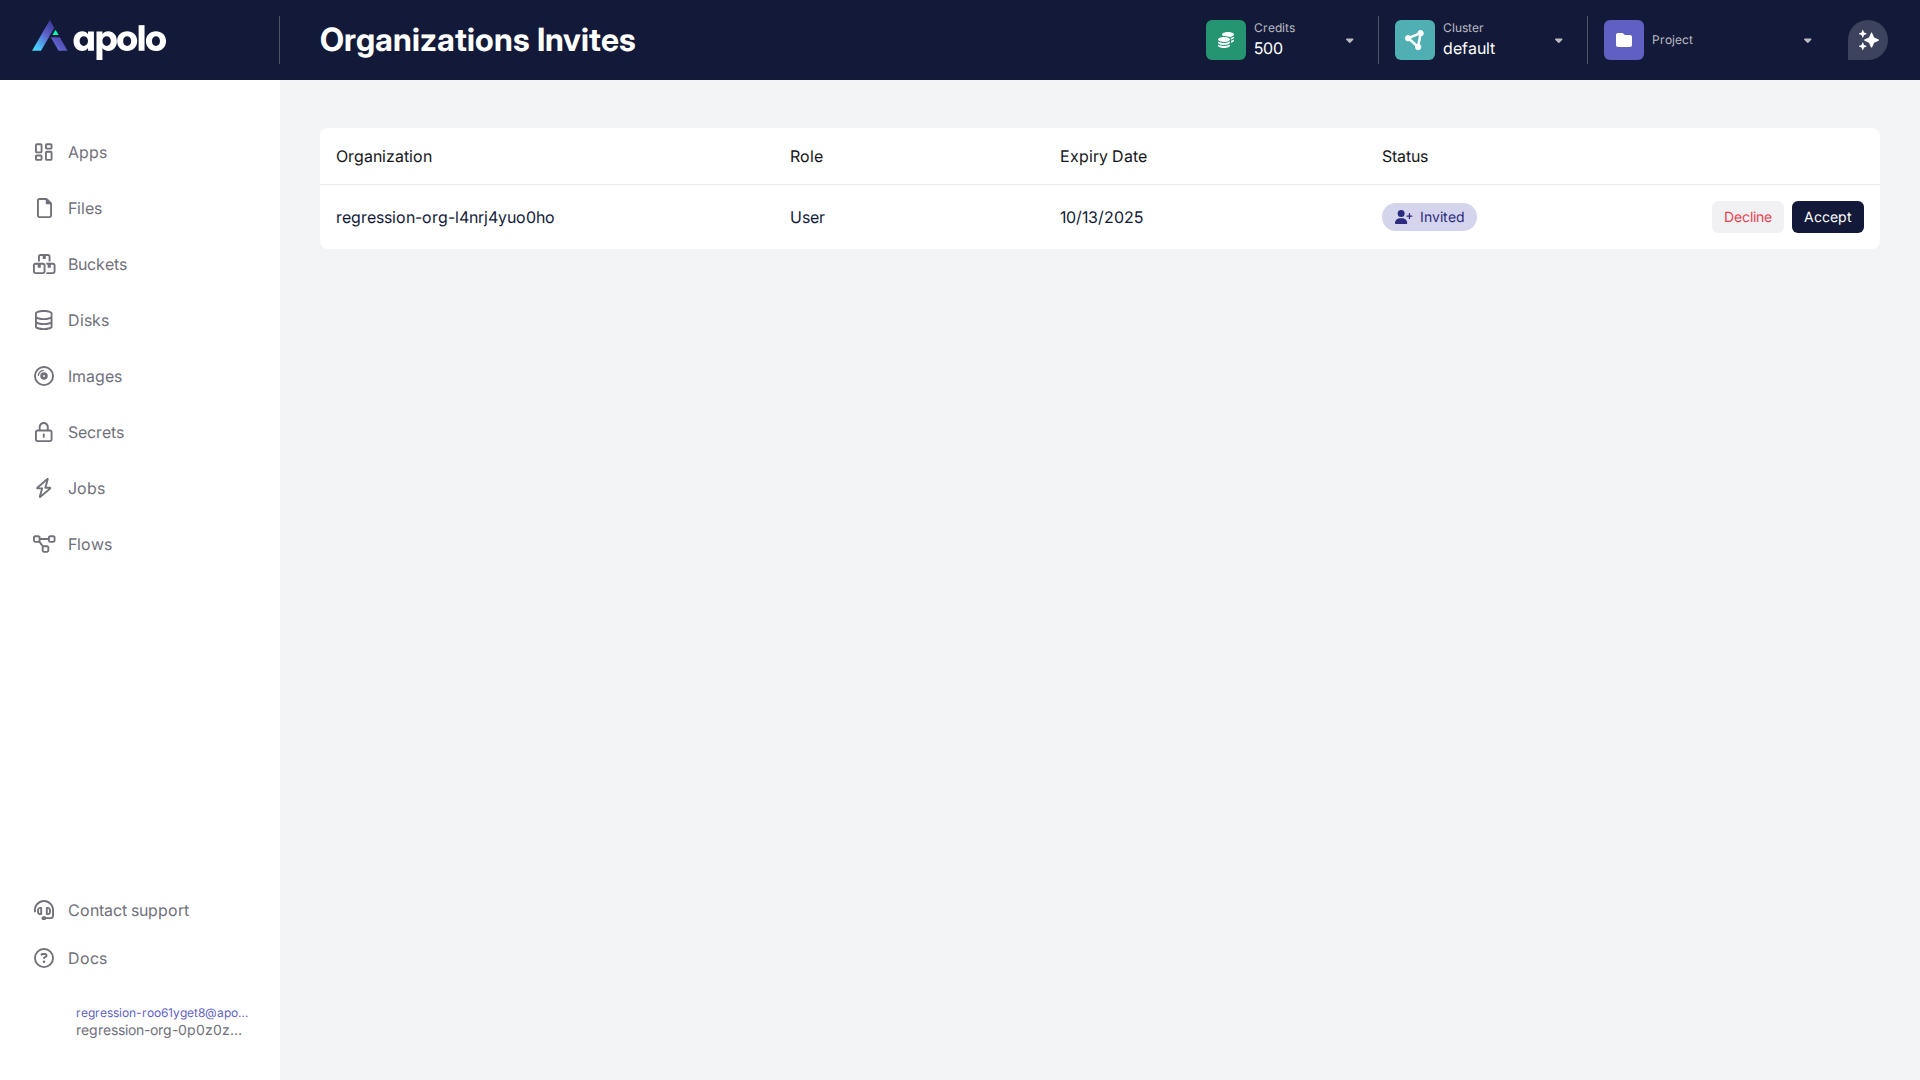 apolo
Organizations Invites
Credits
500
Cluster
default
Project
Apps
Files
Buckets
Disks
Images
Secrets
Jobs
Flows
Contact support
Docs
regression-roo61yget8@apo...
regression-org-0p0z0z...
Organization Role Expiry Date Status
regression-org-l4nrj4yuo0ho User 10/13/2025 Invited Decline Accept